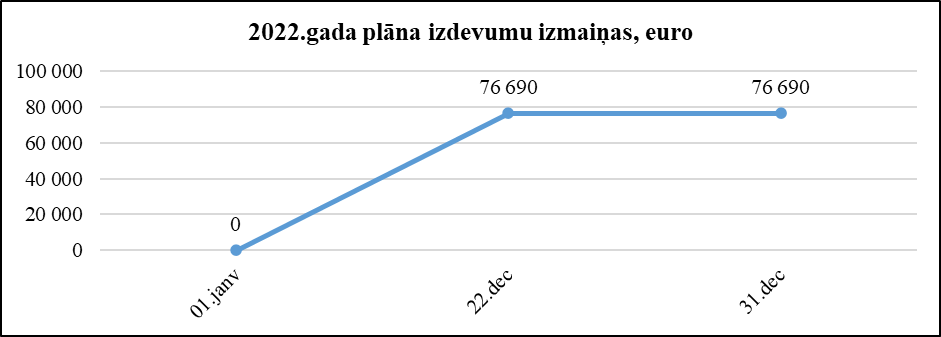 2022.gada plāna izdevumu izmaiņas, euro
100 000
80 000
60 000
40 000
20 000
0
0
76 690
76 690
01.janv
22.dec
31.dec